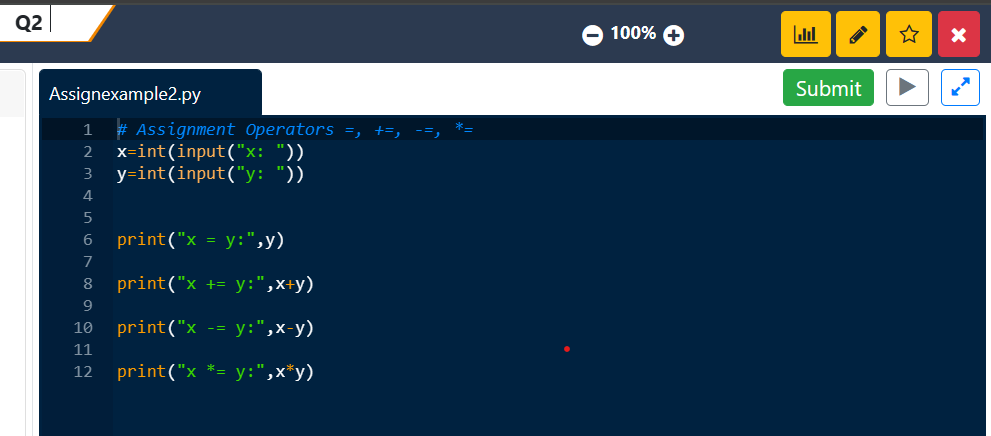 Q2
100%
Assignexample2.py
Submit
1 # Assignment Operators =, +=, -=, *=
2 x=int(input("x: "))
3 y=int(input("y: "))
4
5
6 print("x = y:",y)
7
8 print("x += y:",x+y)
9
10 print("x -= y:",x-y)
11
12 print("x *= y:",x*y)